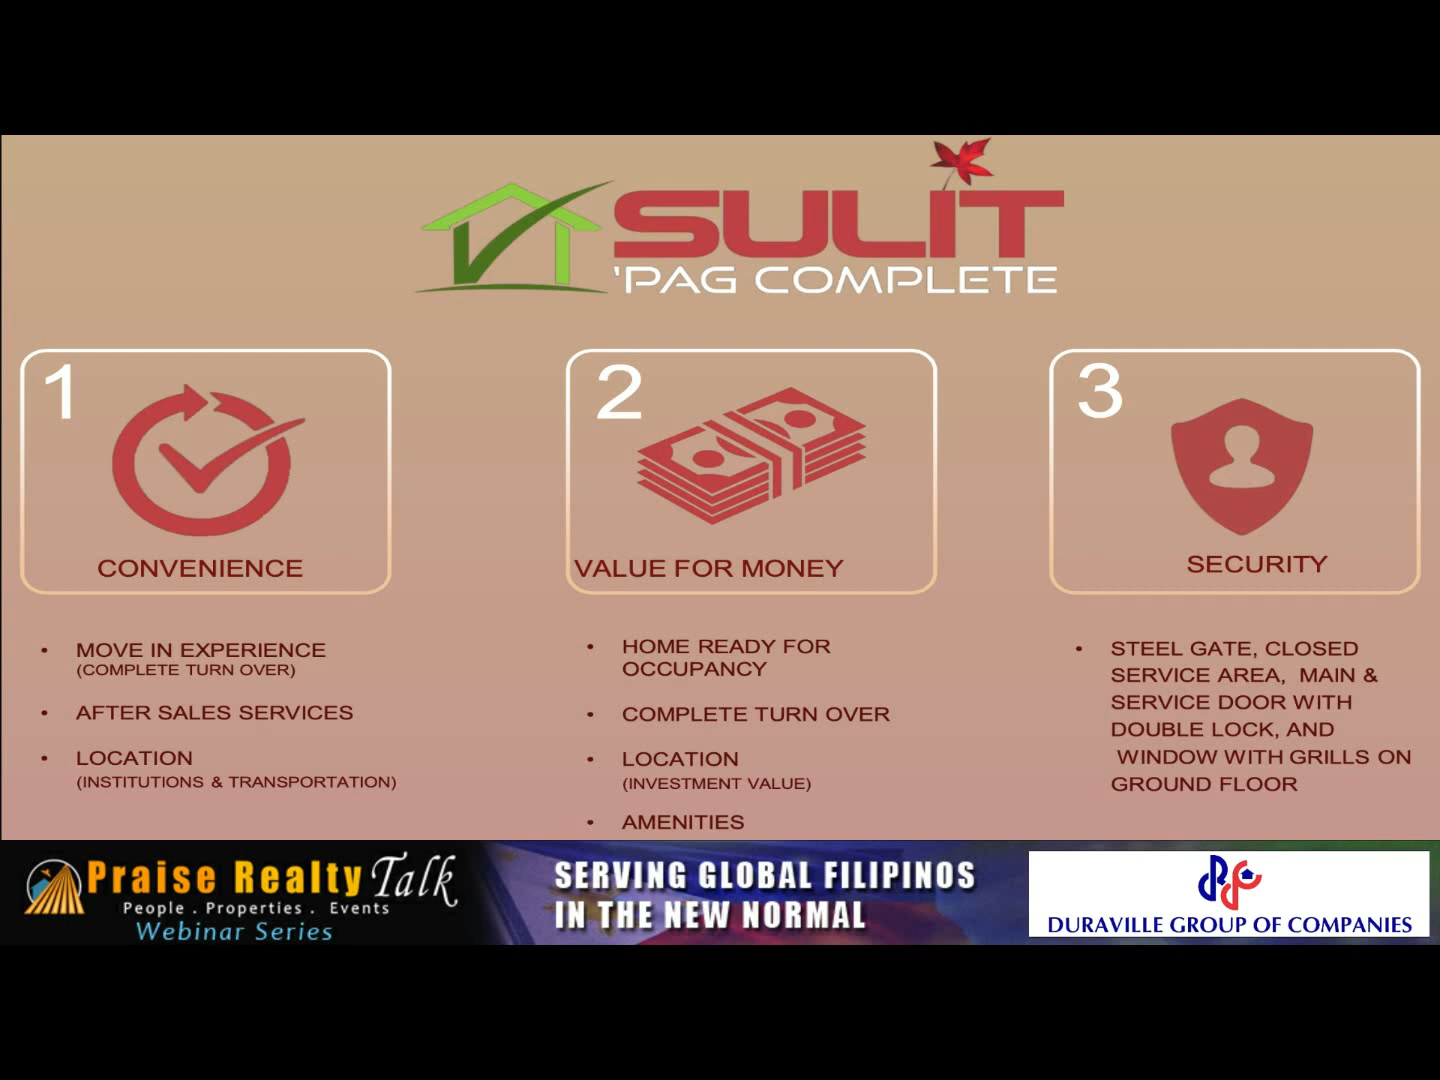 SULIT
'PAG COMPLETE
1
CONVENIENCE
• MOVE IN EXPERIENCE
(COMPLETE TURN OVER)
• AFTER SALES SERVICES
• LOCATION
(INSTITUTIONS & TRANSPORTATION)
2
VALUE FOR MONEY
• HOME READY FOR
OCCUPANCY
• COMPLETE TURN OVER
• LOCATION
(INVESTMENT VALUE)
• AMENITIES
3
SECURITY
• STEEL GATE, CLOSED
SERVICE AREA, MAIN &
SERVICE DOOR WITH
DOUBLE LOCK, AND
WINDOW WITH GRILLS ON
GROUND FLOOR
Praise Realty Talk
People . Properties . Events
Webinar Series
SERVING GLOBAL FILIPINOS
IN THE NEW NORMAL
DURAVILLE GROUP OF COMPANIES